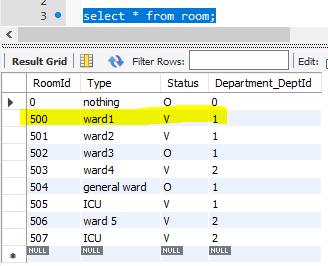 2
3 select * from room;
Result Grid Filter Rows: Edit:
RoomId Type Status Department_DeptId
0 nothing O 0
500 ward1 V 1
501 ward2 V 1
502 ward3 O 1
503 ward4 V 2
504 general ward O 1
505 ICU V 1
506 ward 5 V 2
507 ICU V 2
NULL NULL NULL NULL